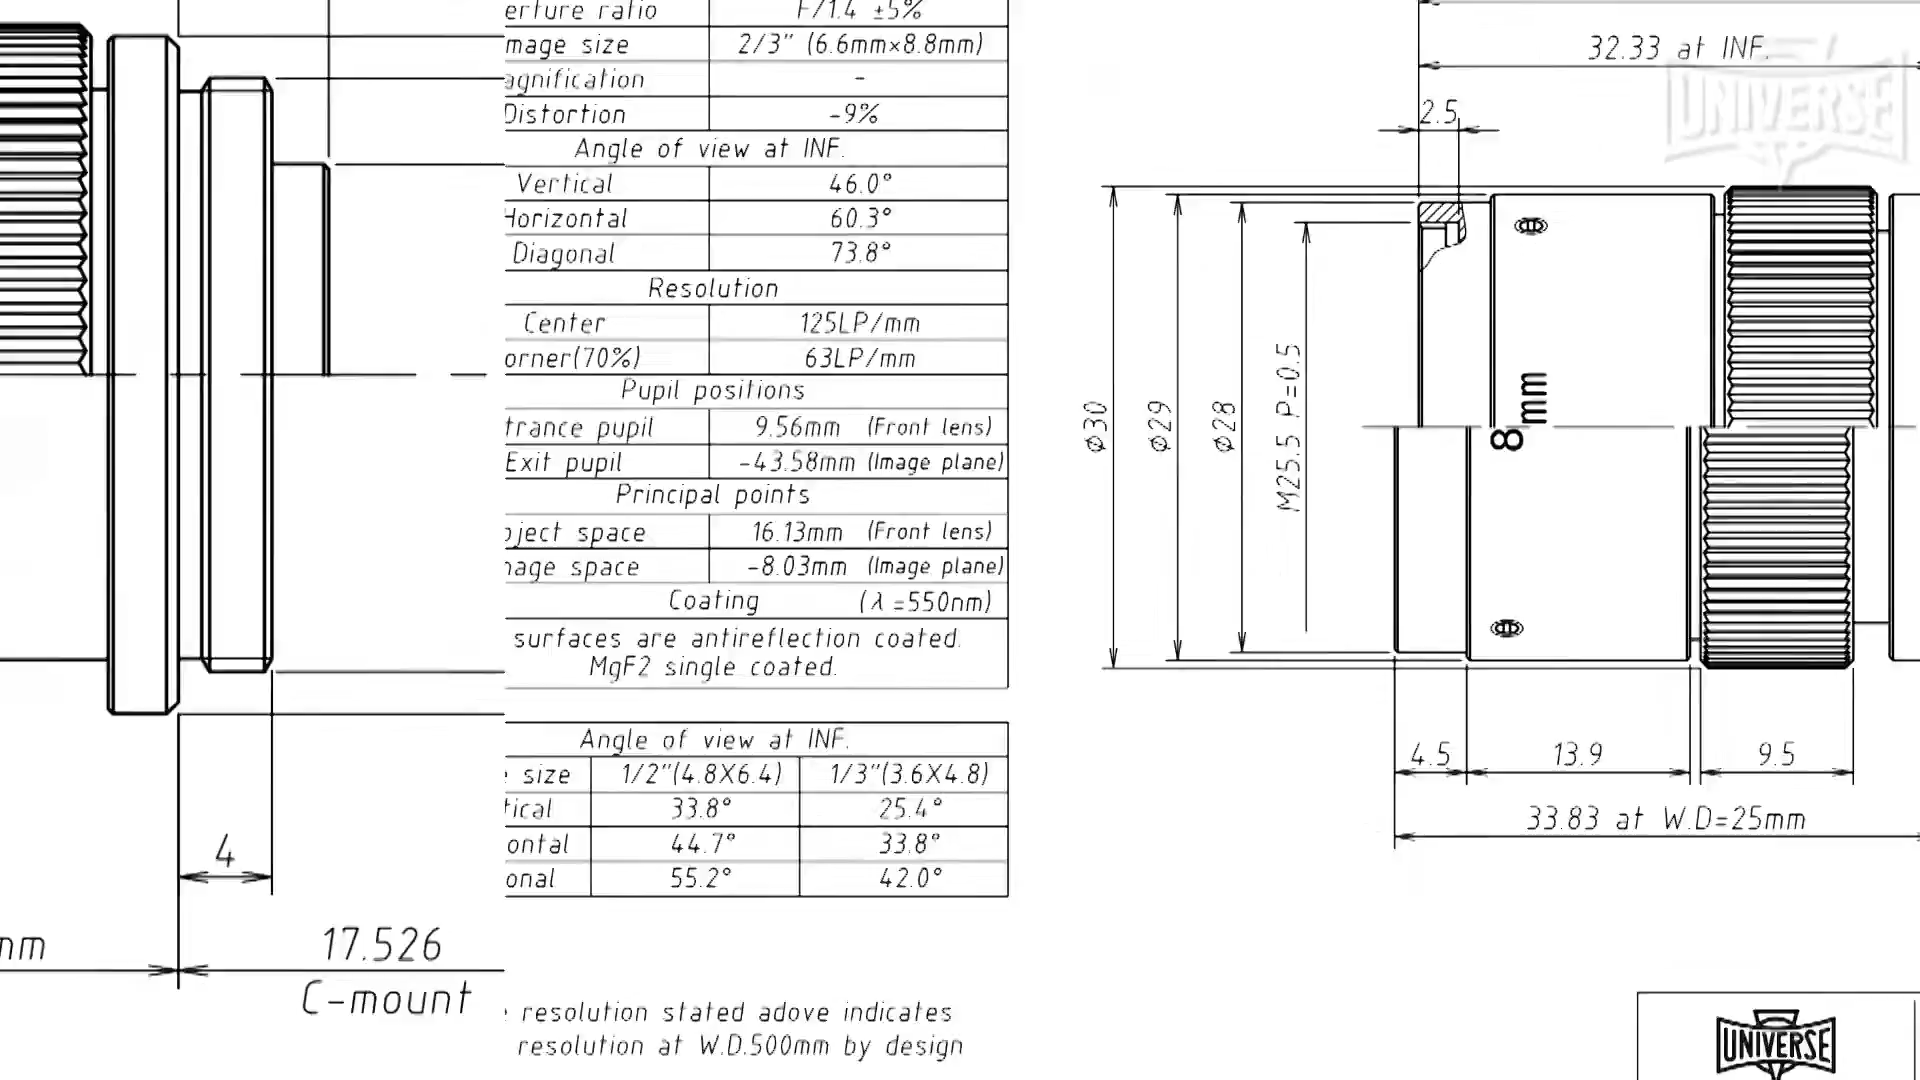 4
mm
17.526
C-mount
erture ratio F/1.4 ±5%
mage size 2/3" (6.6mm×8.8mm)
agnification -
Distortion -9%
Angle of view at INF.
Vertical 46.0°
Horizontal 60.3°
Diagonal 73.8°
Resolution
Center 125LP/mm
orner(70%) 63LP/mm
Pupil positions
trance pupil 9.56mm (Front lens)
Exit pupil -43.58mm (Image plane)
Principal points
bject space 16.13mm (Front lens)
mage space -8.03mm (Image plane)
Coating (λ=550nm)
surfaces are antireflection coated.
MgF2 single coated.
Angle of view at INF.
e size 1/2"(4.8X6.4) 1/3"(3.6X4.8)
tical 33.8° 25.4°
ontal 44.7° 33.8°
onal 55.2° 42.0°
e resolution stated adove indicates
resolution at W.D.500mm by design
32.33 at INF.
UNIVERSE
2.5
ø30
ø29
ø28
M25.5 P=0.5
8mm
4.5 13.9 9.5
33.83 at W.D=25mm
UNIVERSE